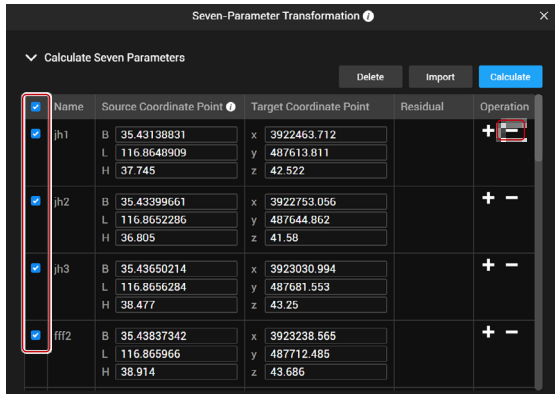 Seven-Parameter Transformation
Calculate Seven Parameters
Delete Import Calculate
Name Source Coordinate Point Target Coordinate Point Residual Operation
jh1 B 35.43138831 x 3922463.712
L 116.8648909 y 487613.811
H 37.745 z 42.522
jh2 B 35.43399661 x 3922753.056
L 116.8652286 y 487644.862
H 36.805 z 41.58
jh3 B 35.43650214 x 3923030.994
L 116.8656284 y 487681.553
H 38.477 z 43.25
fff2 B 35.43837342 x 3923238.565
L 116.865966 y 487712.485
H 38.914 z 43.686